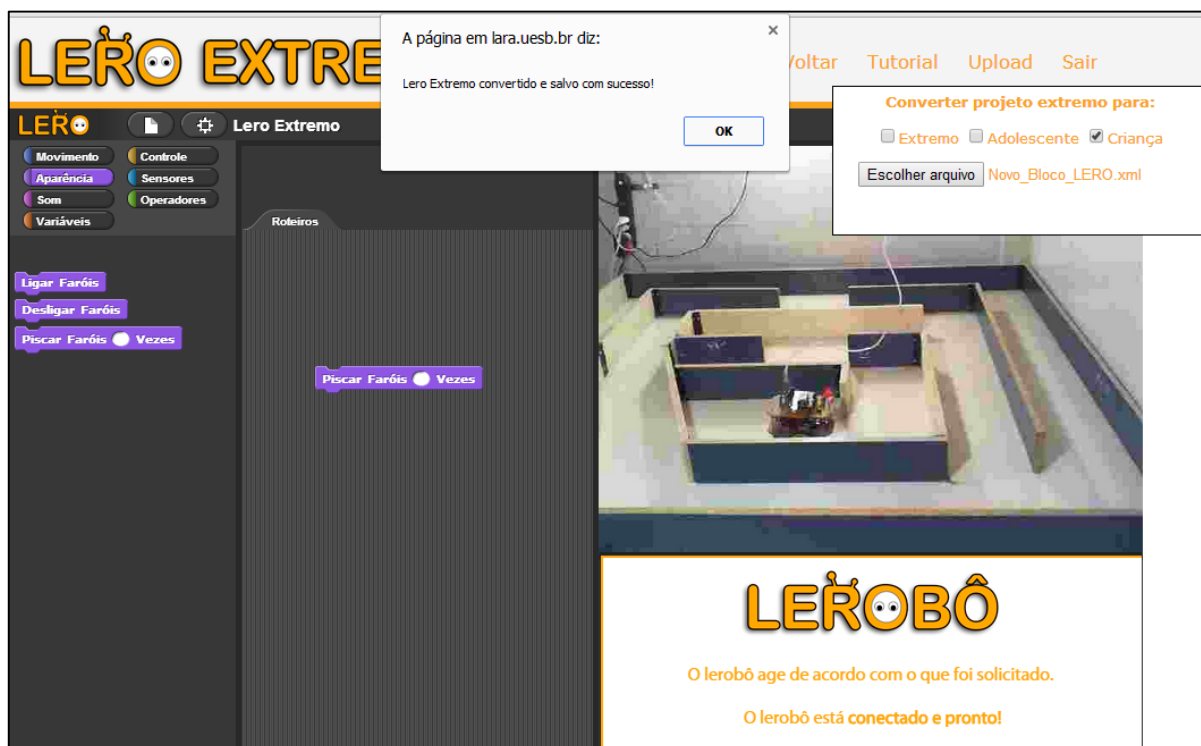 LERO EXTRE
A página em lara.uesb.br diz:
Lero Extremo convertido e salvo com sucesso!
OK
Voltar Tutorial Upload Sair
Converter projeto extremo para:
Extremo Adolescente Criança
Escolher arquivo Novo_Bloco_LERO.xml
LERO Lero Extremo
Movimento Controle
Aparência Sensores
Som Operadores
Variáveis
Roteiros
Ligar Faróis
Desligar Faróis
Piscar Faróis Vezes
Piscar Faróis Vezes
LEROBÔ
O lerobô age de acordo com o que foi solicitado.
O lerobô está conectado e pronto!